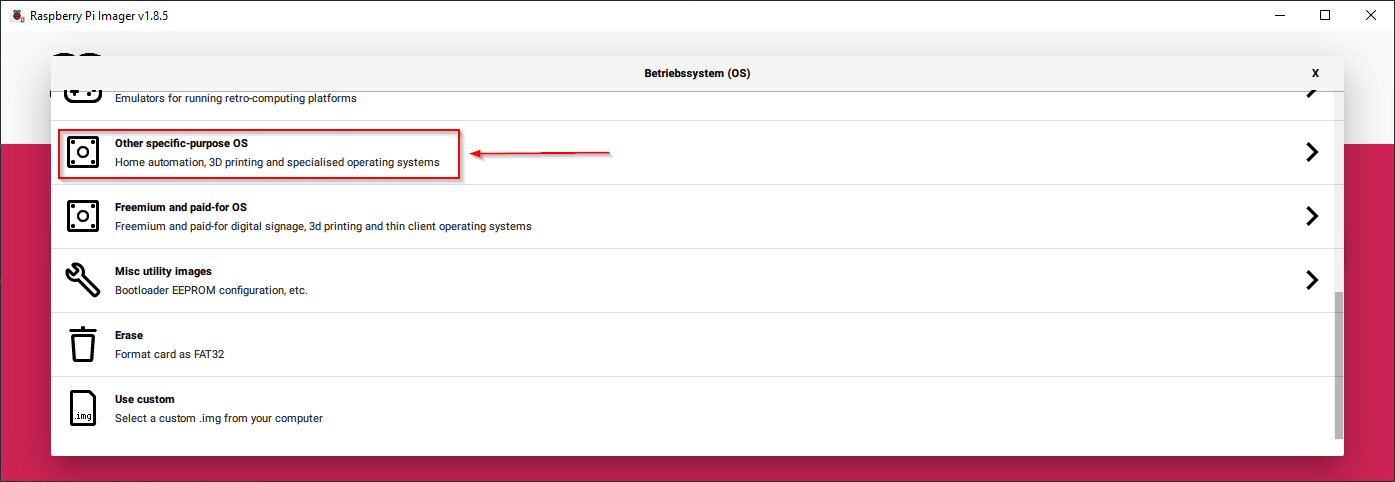 Raspberry Pi Imager v1.8.5
Betriebssystem (OS)
X
Emulators for running retro-computing platforms
Other specific-purpose OS
Home automation, 3D printing and specialised operating systems
Freemium and paid-for OS
Freemium and paid-for digital signage, 3d printing and thin client operating systems
Misc utility images
Bootloader EEPROM configuration, etc.
Erase
Format card as FAT32
Use custom
.img
Select a custom .img from your computer